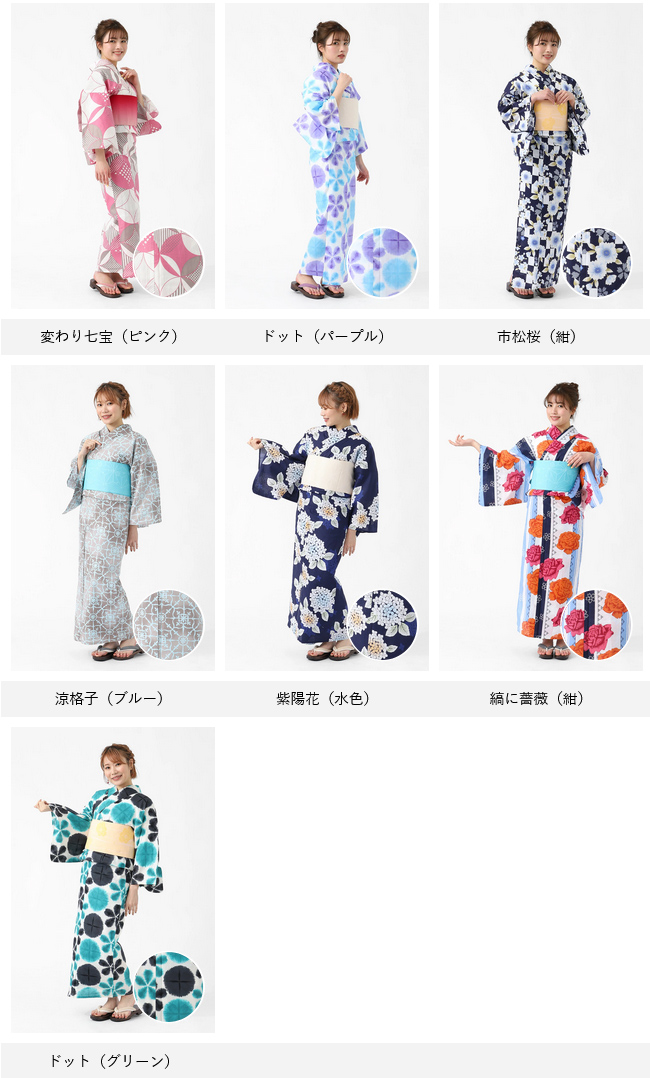 変わり七宝（ピンク）
ドット（パープル）
市松桜（紺）
涼格子（ブルー）
紫陽花（水色）
縞に薔薇（紺）
ドット（グリーン）